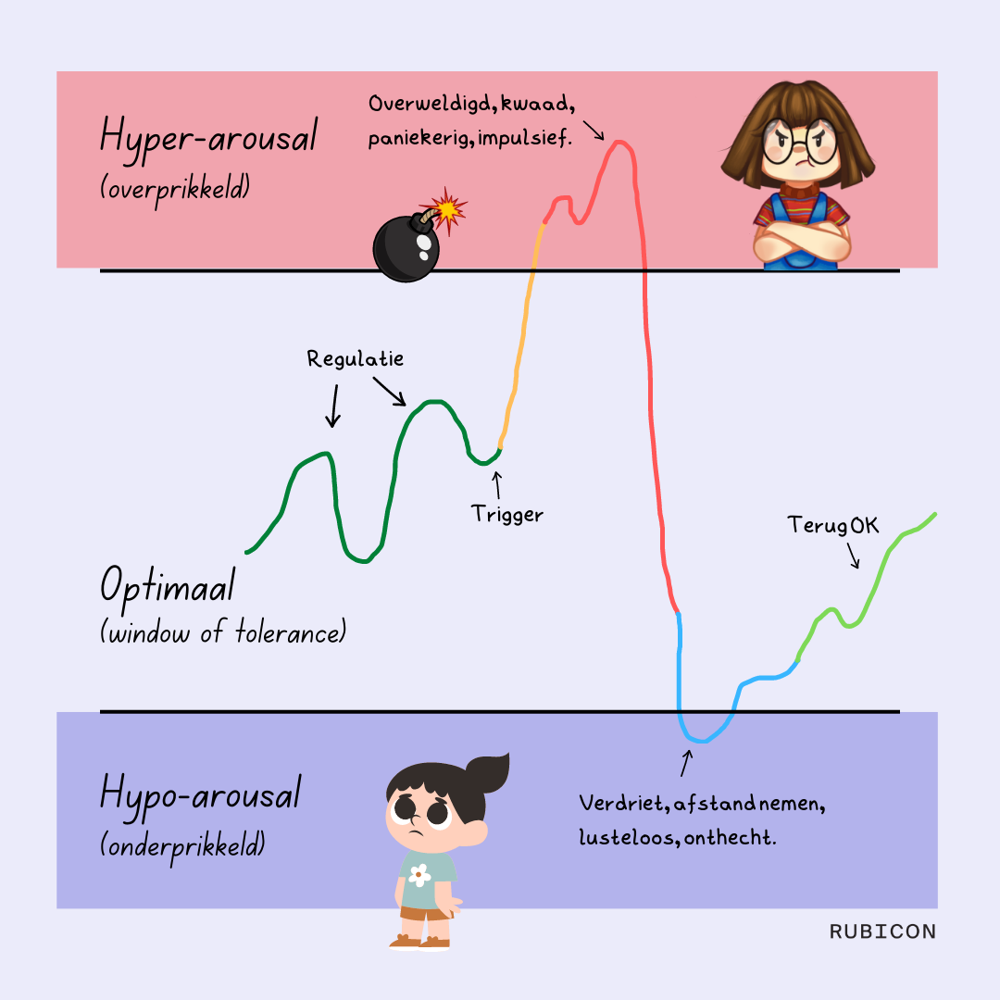 Hyper-arousal
(overprikkeld)
Overweldigd, kwaad,
paniekerig, impulsief.
Regulatie
Trigger
Terug OK
Optimaal
(window of tolerance)
Hypo-arousal
(onderprikkeld)
Verdriet, afstand nemen,
lusteloos, onthecht.
RUBICON